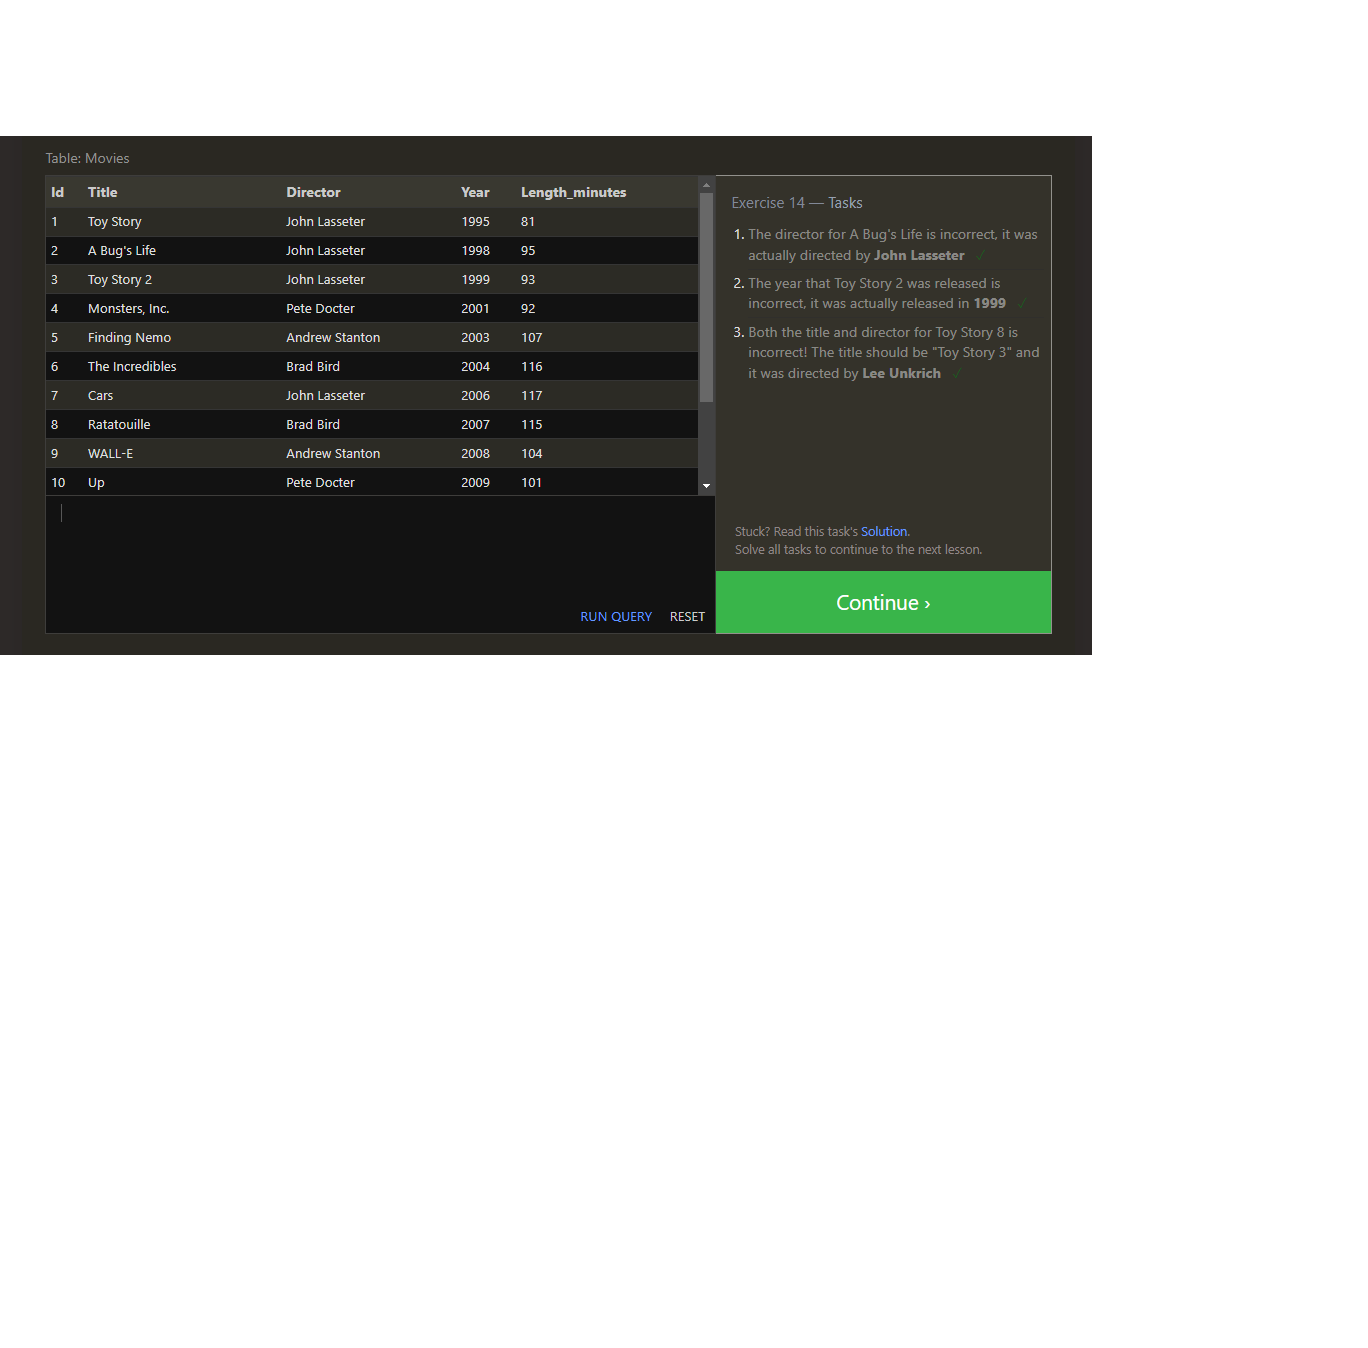 Table: Movies
Id Title Director Year Length_minutes
1 Toy Story John Lasseter 1995 81
2 A Bug's Life John Lasseter 1998 95
3 Toy Story 2 John Lasseter 1999 93
4 Monsters, Inc. Pete Docter 2001 92
5 Finding Nemo Andrew Stanton 2003 107
6 The Incredibles Brad Bird 2004 116
7 Cars John Lasseter 2006 117
8 Ratatouille Brad Bird 2007 115
9 WALL-E Andrew Stanton 2008 104
10 Up Pete Docter 2009 101
RUN QUERY RESET
Exercise 14 — Tasks
1. The director for A Bug's Life is incorrect, it was
actually directed by John Lasseter ✓
2. The year that Toy Story 2 was released is
incorrect, it was actually released in 1999 ✓
3. Both the title and director for Toy Story 8 is
incorrect! The title should be "Toy Story 3" and
it was directed by Lee Unkrich ✓
Stuck? Read this task's Solution.
Solve all tasks to continue to the next lesson.
Continue ›